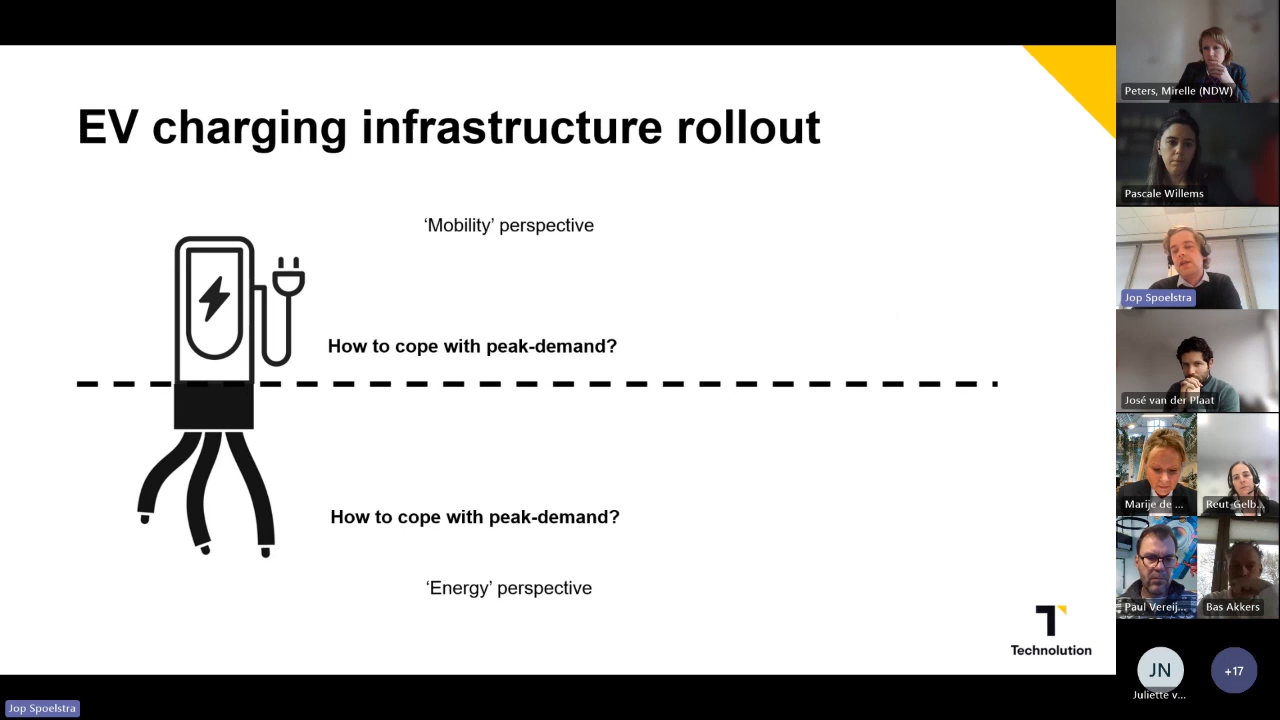 EV charging infrastructure rollout
‘Mobility’ perspective
How to cope with peak-demand?
How to cope with peak-demand?
‘Energy’ perspective
Technolution
Jop Spoelstra
Peters, Mirelle (NDW)
Pascale Willems
Jop Spoelstra
José van der Plaat
Marije de ...
Reut Gelb...
Paul Vereij...
Bas Akkers
JN
Juliette v...
+17